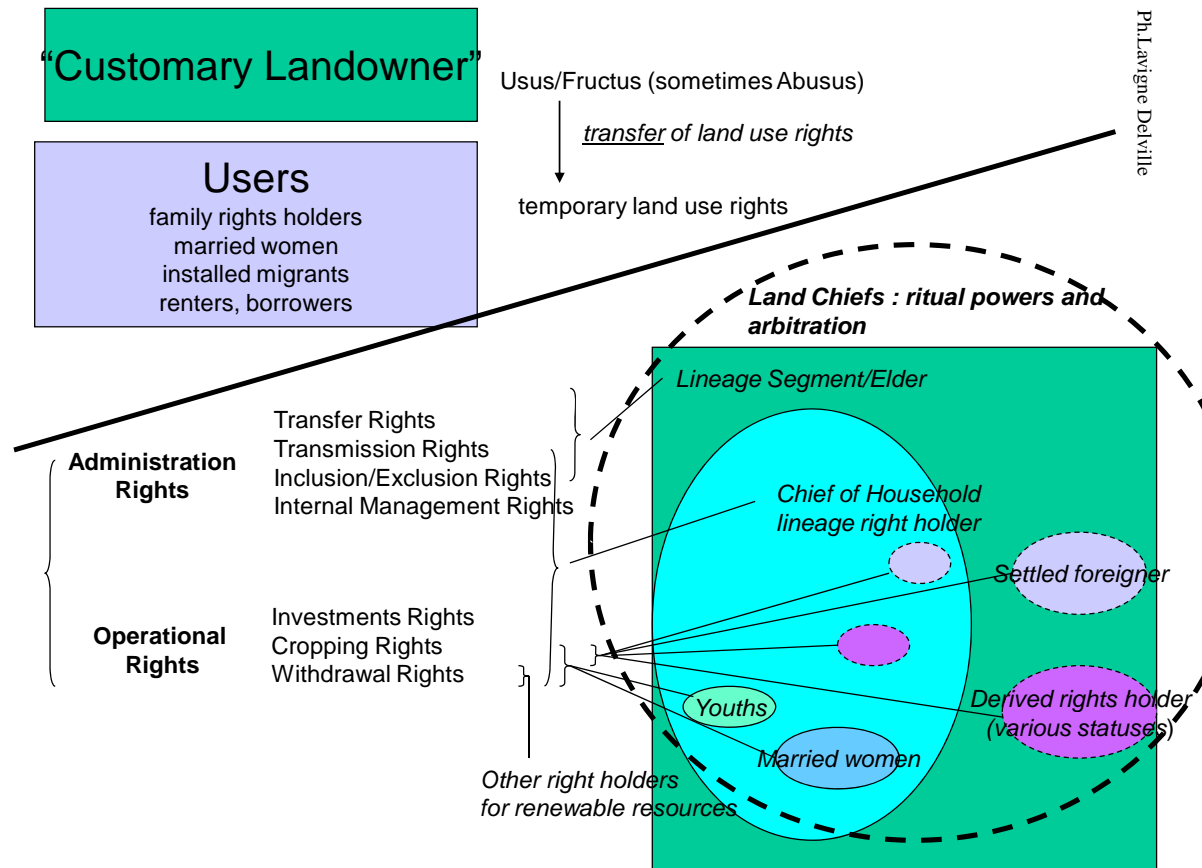 “Customary Landowner”
Ph.Lavigne Delville
Usus/Fructus (sometimes Abusus)
transfer of land use rights
temporary land use rights
Users
family rights holders
married women
installed migrants
renters, borrowers
Land Chiefs : ritual powers and
arbitration
Lineage Segment/Elder
Administration
Rights
Transfer Rights
Transmission Rights
Inclusion/Exclusion Rights
Internal Management Rights
Chief of Household
lineage right holder
Settled foreigner
Operational
Rights
Investments Rights
Cropping Rights
Withdrawal Rights
Youths
Married women
Derived rights holder
(various statuses)
Other right holders
for renewable resources